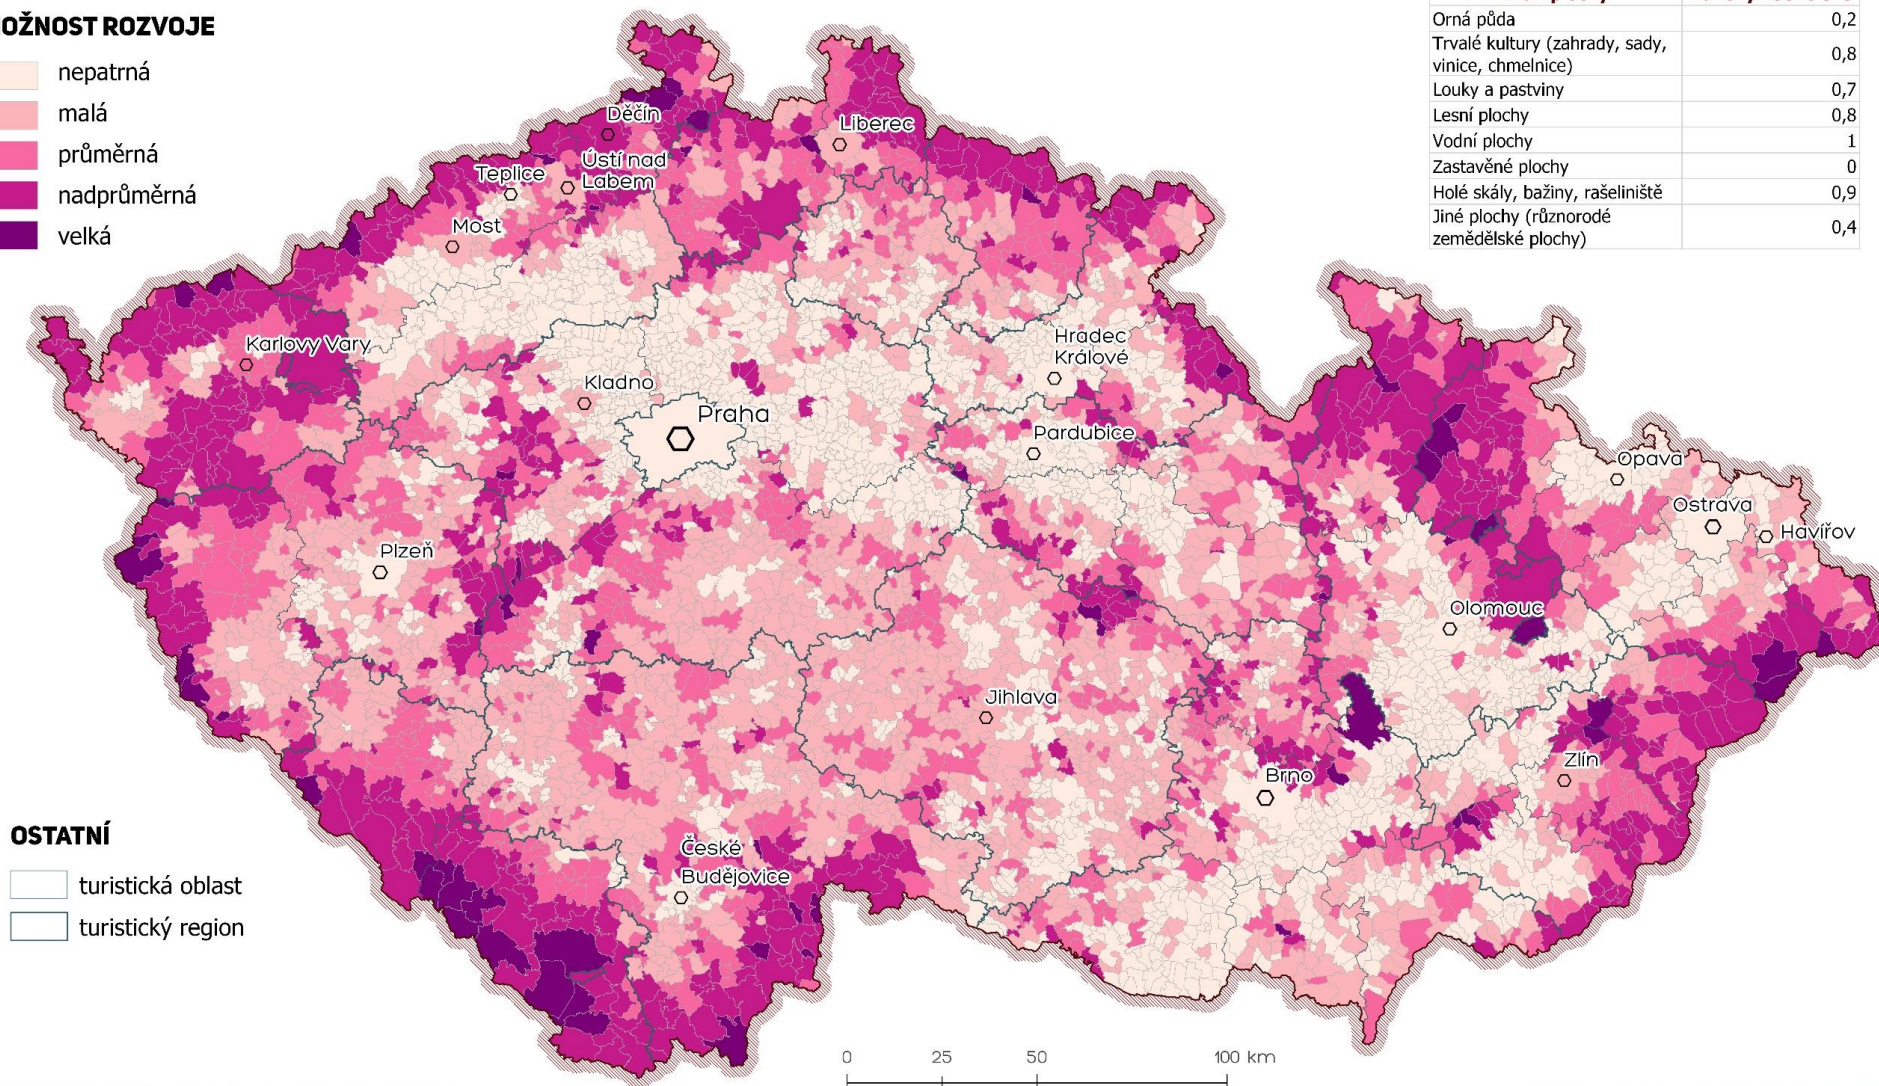 OŽNOST ROZVOJE
nepatrná
malá
průměrná
nadprůměrná
velká
Orná půda 0,2
Trvalé kultury (zahrady, sady,
vinice, chmelnice) 0,8
Louky a pastviny 0,7
Lesní plochy 0,8
Vodní plochy 1
Zastavěné plochy 0
Holé skály, bažiny, rašeliniště 0,9
Jiné plochy (různorodé
zemědělské plochy) 0,4
Děčín
Liberec
Ústí nad
Labem
Teplice
Most
Karlovy Vary
Kladno
Praha
Hradec
Králové
Pardubice
Opava
Ostrava
Havířov
Plzeň
Olomouc
Jihlava
Zlín
Brno
České
Budějovice
OSTATNÍ
turistická oblast
turistický region
0 25 50 100 km